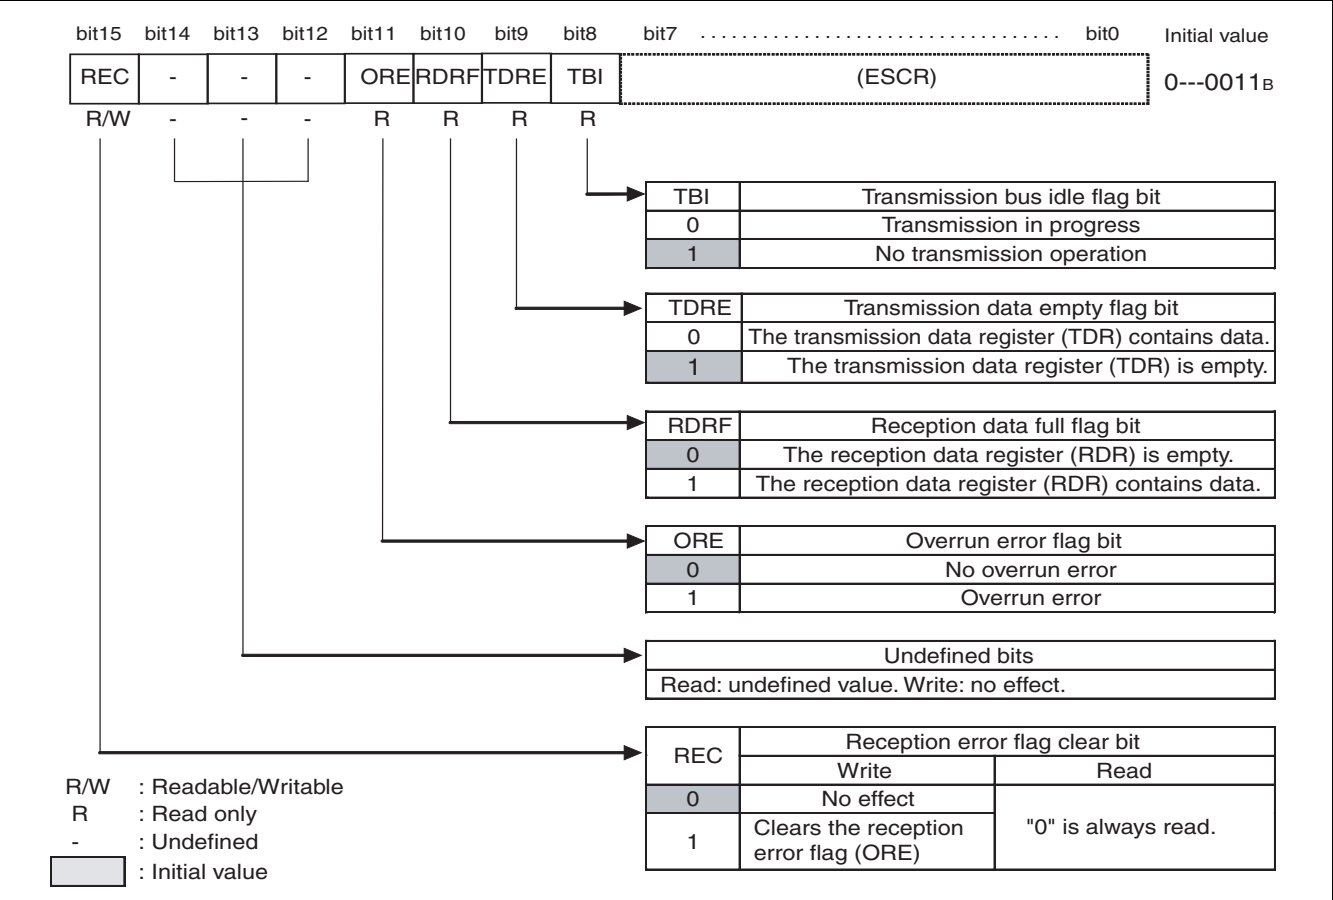 bit15 bit14 bit13 bit12 bit11 bit10 bit9 bit8 bit7 .................................. bit0 Initial value
REC - - - ORE RDRF TDRE TBI (ESCR) 0---0011B
R/W - - - R R R R
TBI Transmission bus idle flag bit
0 Transmission in progress
1 No transmission operation
TDRE Transmission data empty flag bit
0 The transmission data register (TDR) contains data.
1 The transmission data register (TDR) is empty.
RDRF Reception data full flag bit
0 The reception data register (RDR) is empty.
1 The reception data register (RDR) contains data.
ORE Overrun error flag bit
0 No overrun error
1 Overrun error
Undefined bits
Read: undefined value. Write: no effect.
REC Reception error flag clear bit
Write Read
0 No effect
1 Clears the reception error flag (ORE)
"0" is always read.
R/W : Readable/Writable
R : Read only
- : Undefined
: Initial value